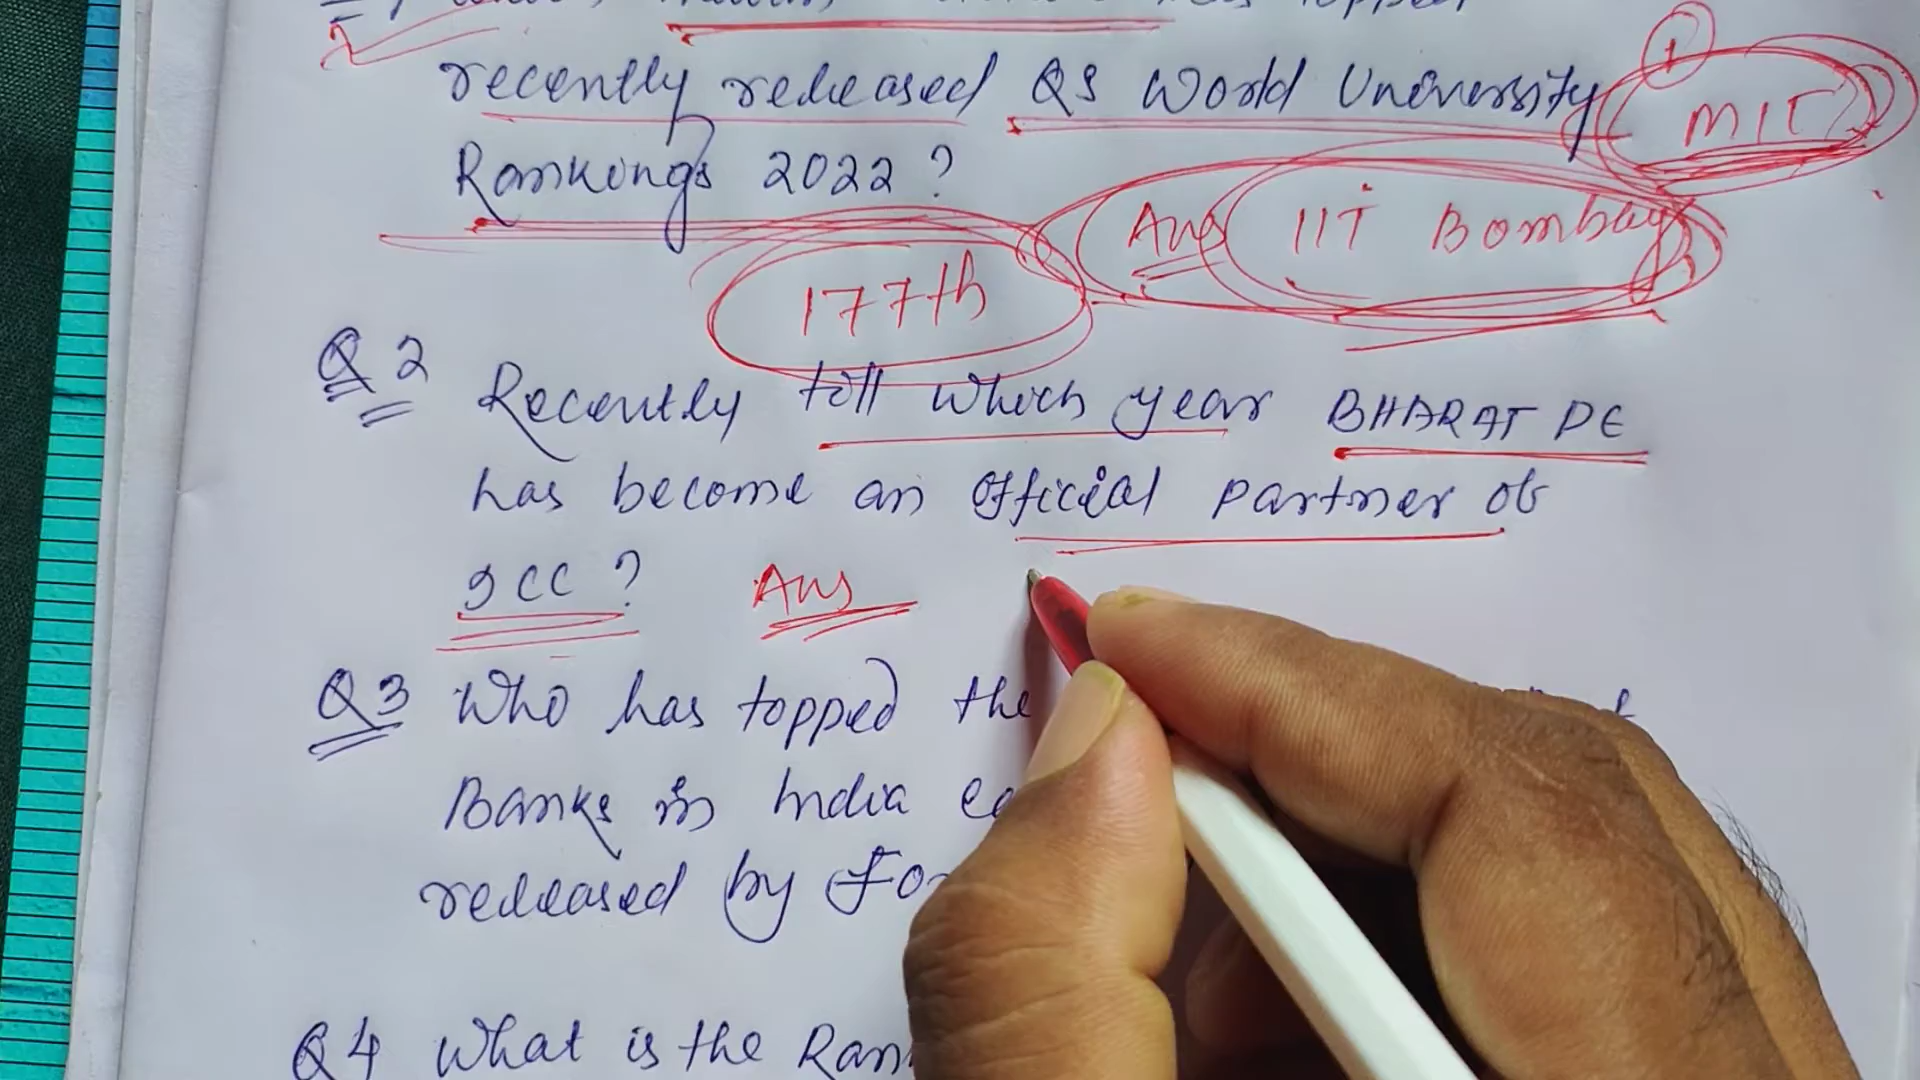 recently released QS World University
MIT
1
Rankings 2022 ?
Ans IIT Bombay
177th
Q2 Recently till which year BHARAT PE
has become an official partner of
ICC ? Ans
Q3 Who has topped the
Banks in India
released by
Q4 What is the